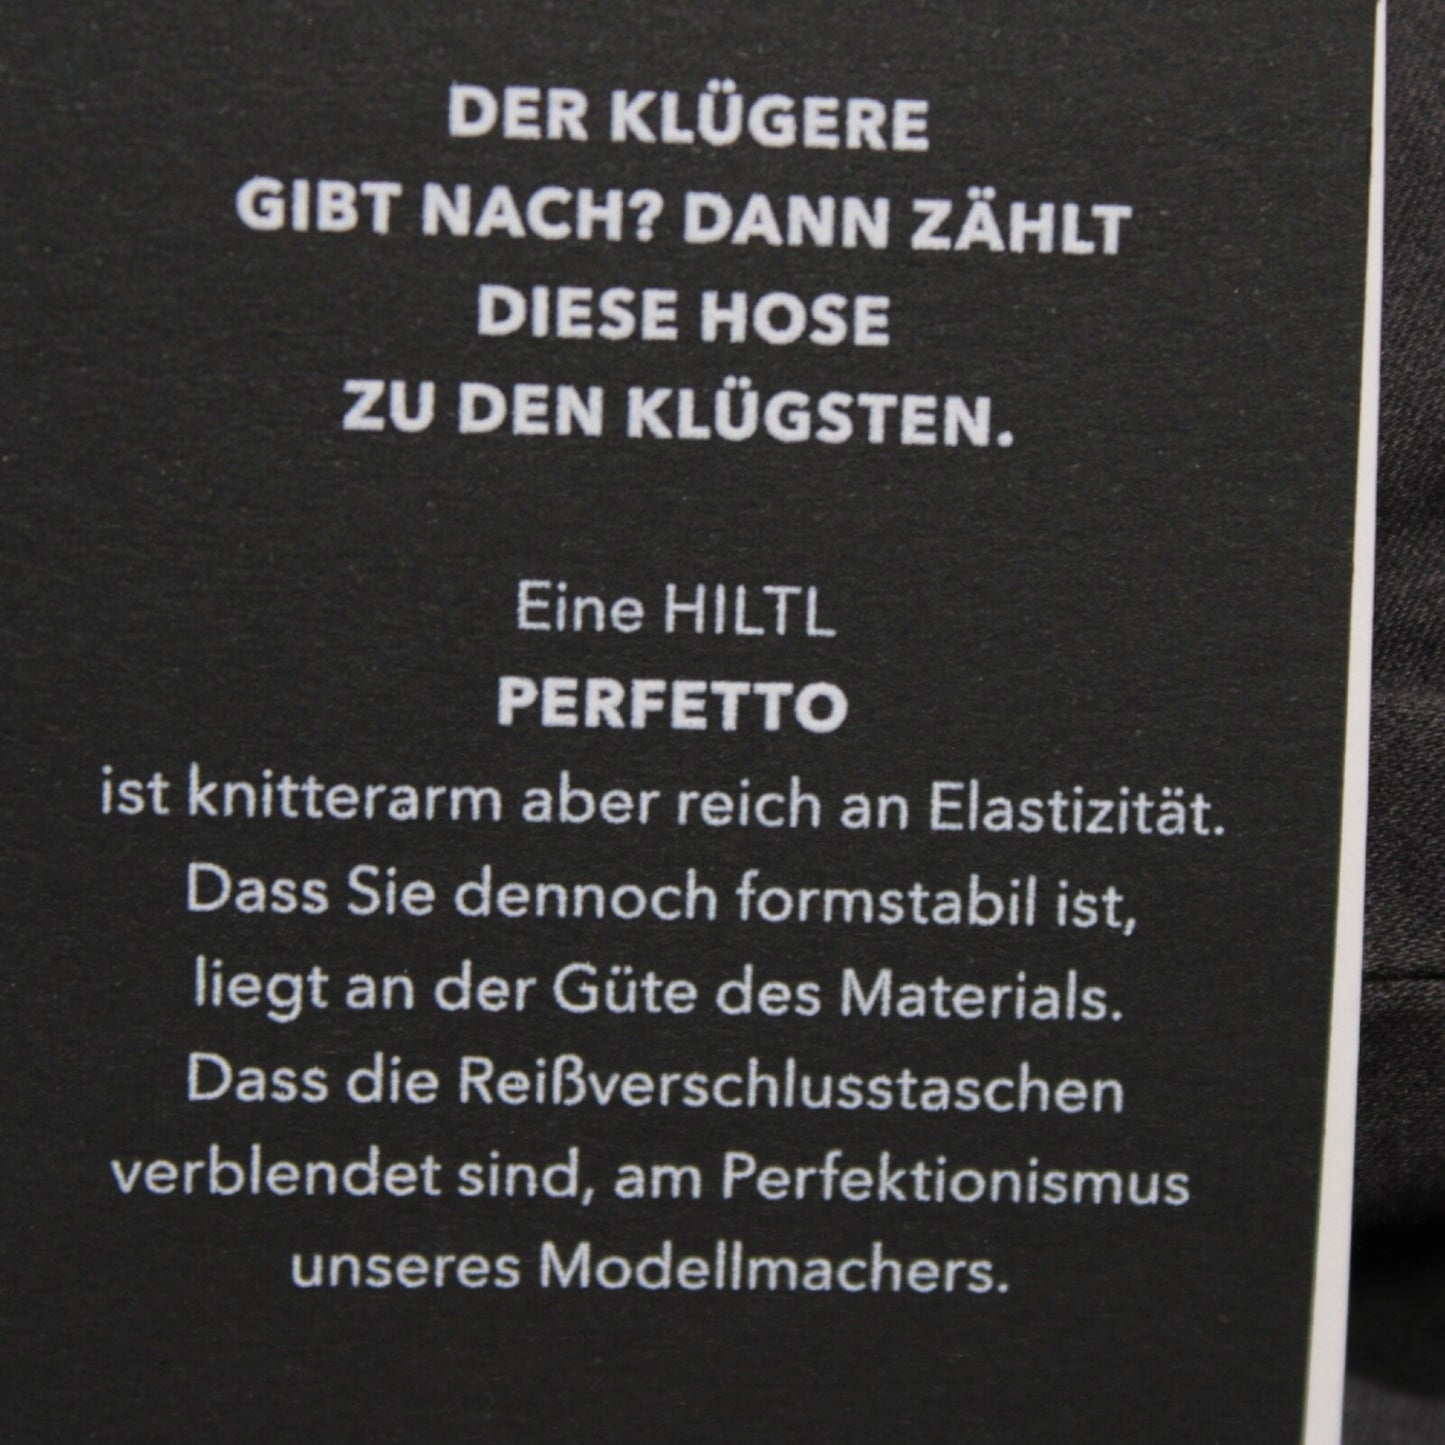 DER KLÜGERE
GIBT NACH? DANN ZÄHLT
DIESE HOSE
ZU DEN KLÜGSTEN.
Eine HILTL
PERFETTO
ist knitterarm aber reich an Elastizität.
Dass Sie dennoch formstabil ist,
liegt an der Güte des Materials.
Dass die Reißverschlusstaschen
verblendet sind, am Perfektionismus
unseres Modellmachers.